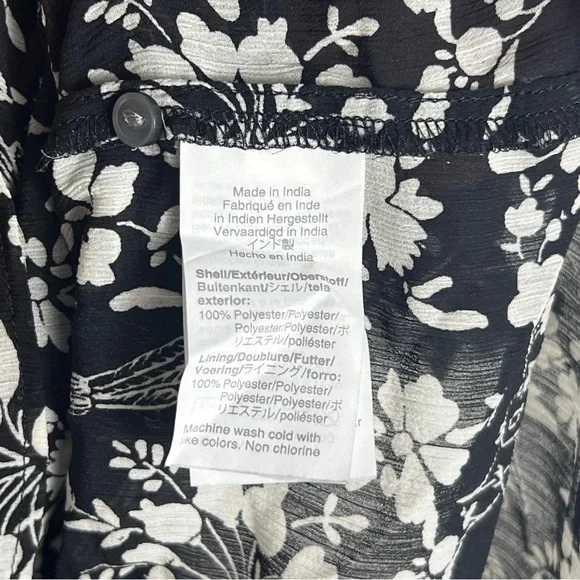 Made in India
Fabriqué en Inde
in Indien Hergestellt
Vervaardigd in India
インド製
Hecho en India
Shell/Extérieur/Oberstoff/
Buitenkant/シェル/tela
exterior:
100% Polyester/Polyester/
Polyester/Polyester/ポ
リエステル/poliéster
Lining/Doublure/Futter/
Voering/ライニング/forro:
100% Polyester/Polyester/
Polyester/Polyester/ポ
リエステル/poliéster
Machine wash cold with
like colors. Non chlorine